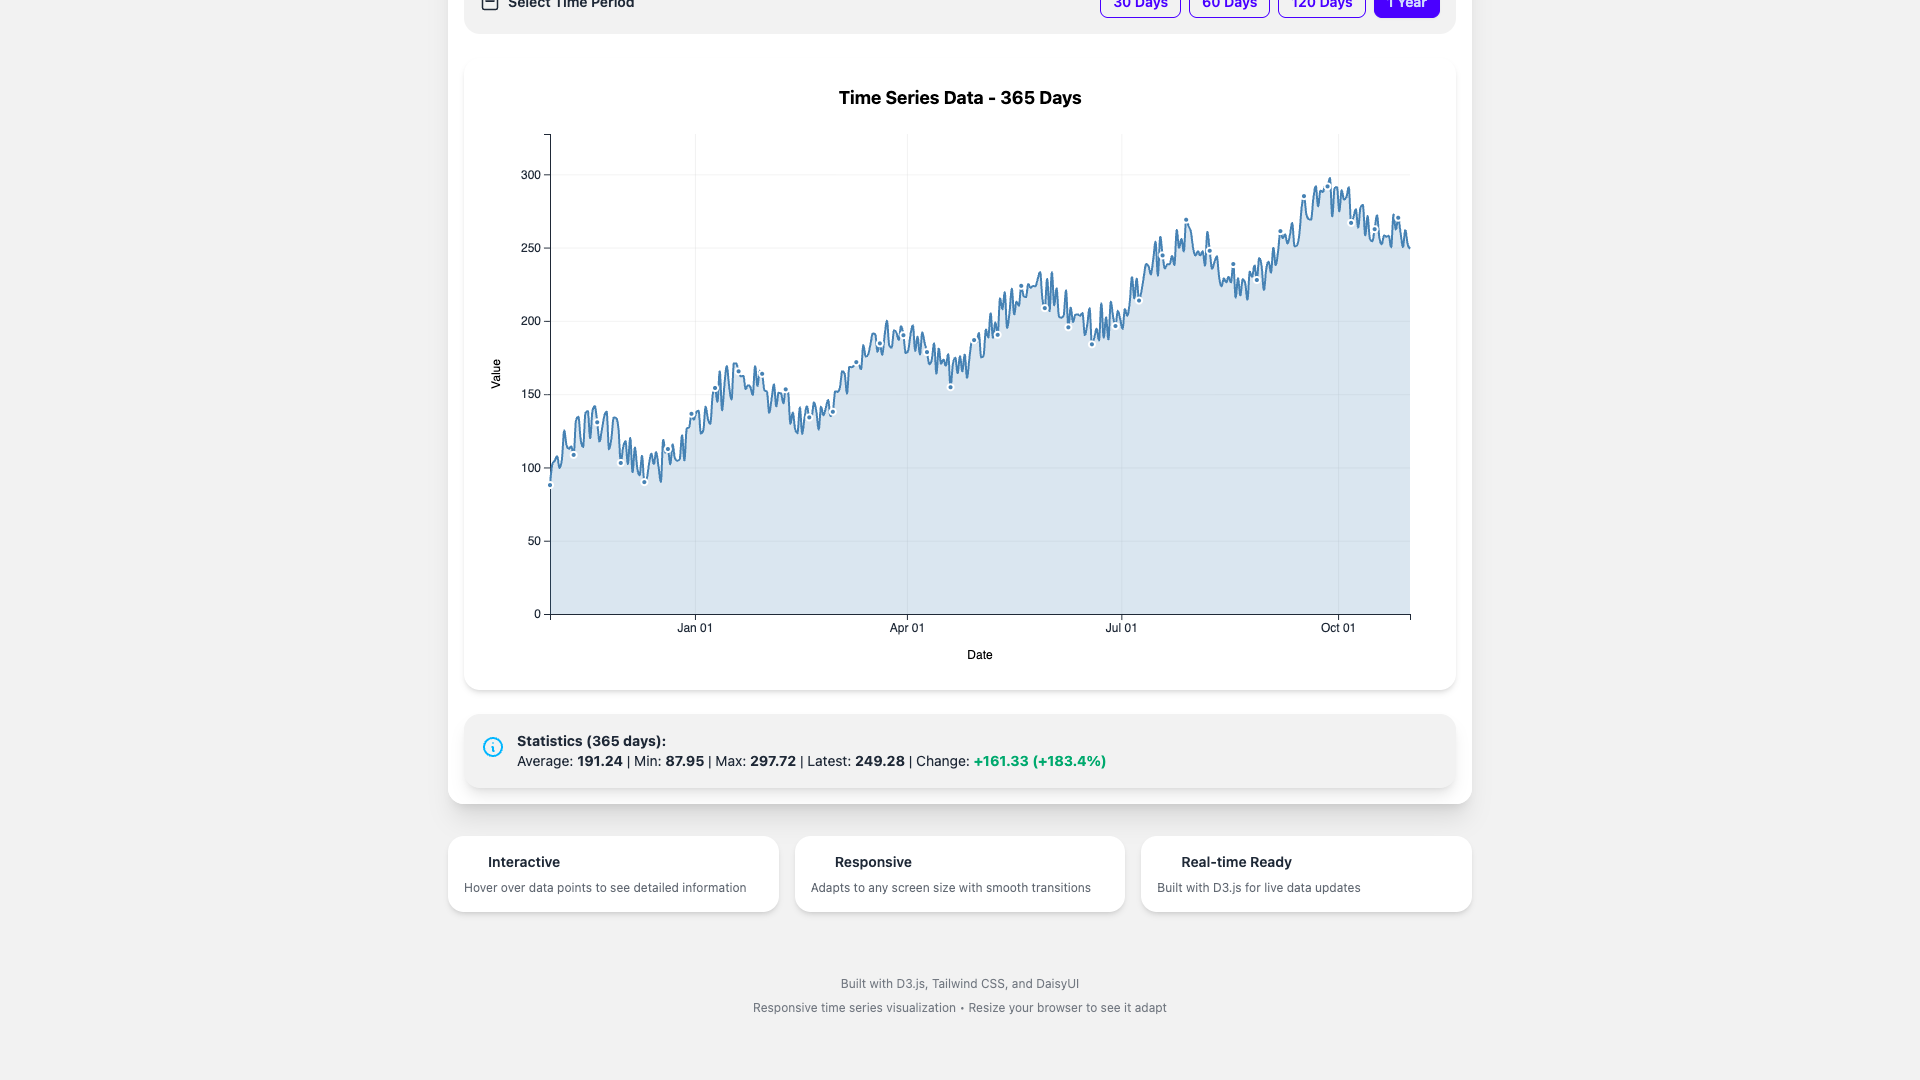 Select Time Period
30 Days
60 Days
120 Days
1 Year
Time Series Data - 365 Days
300
250
200
150
100
50
0
Value
Jan 01
Apr 01
Jul 01
Oct 01
Date
Statistics (365 days):
Average: 191.24 | Min: 87.95 | Max: 297.72 | Latest: 249.28 | Change: +161.33 (+183.4%)
Interactive
Hover over data points to see detailed information
Responsive
Adapts to any screen size with smooth transitions
Real-time Ready
Built with D3.js for live data updates
Built with D3.js, Tailwind CSS, and DaisyUI
Responsive time series visualization • Resize your browser to see it adapt